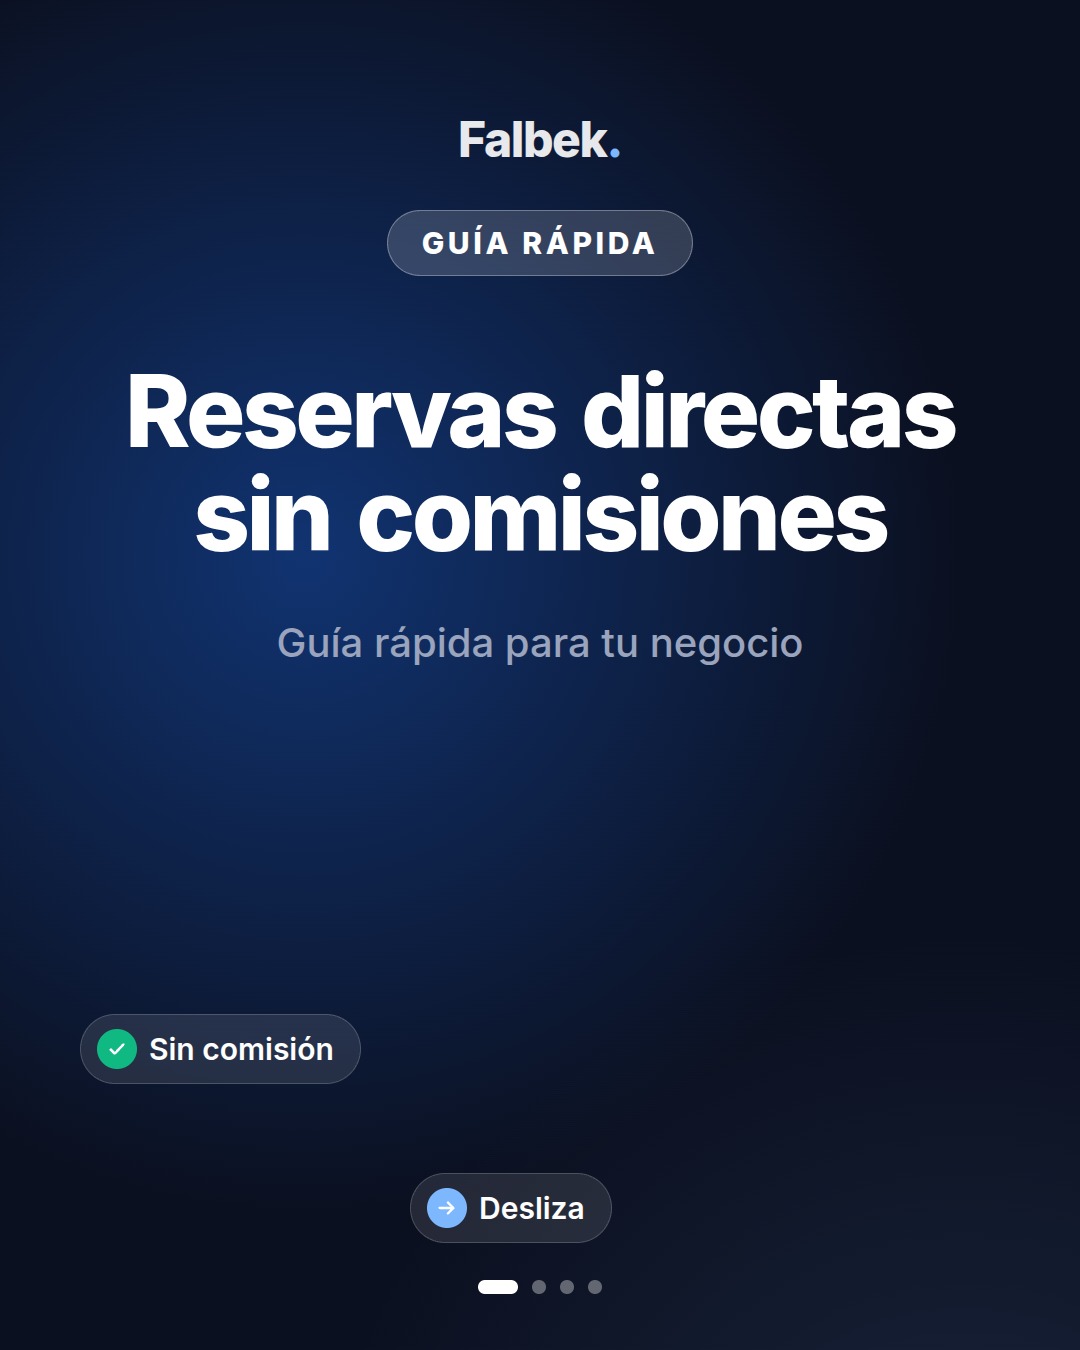 Falbek.
GUÍA RÁPIDA
Reservas directas
sin comisiones
Guía rápida para tu negocio
Sin comisión
Desliza